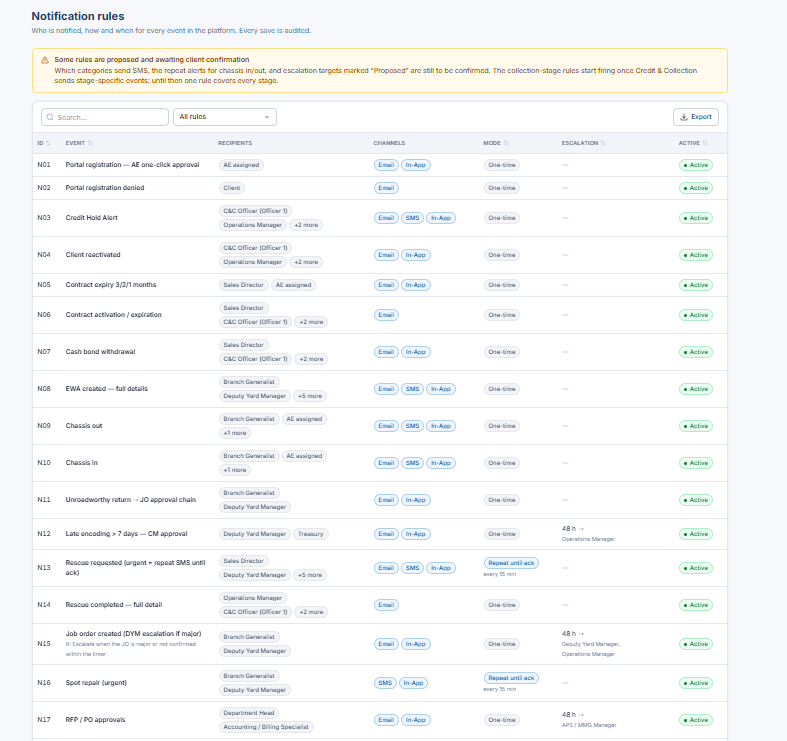 Notification rules
Who is notified, how and when for every event in the platform. Every save is audited.
Some rules are proposed and awaiting client confirmation
Which categories send SMS, the repeat alerts for chassis in/out, and escalation targets marked "Proposed" are still to be confirmed. The collection-stage rules start firing once Credit & Collection
sends stage-specific events; until then one rule covers every stage.
Search... All rules Export
ID EVENT RECIPIENTS CHANNELS MODE ESCALATION ACTIVE
N01 Portal registration — AE one-click approval AE assigned Email In-App One-time — Active
N02 Portal registration denied Client Email One-time — Active
C&C Officer (Officer 1)
N03 Credit Hold Alert Email SMS In-App One-time — Active
Operations Manager +2 more
C&C Officer (Officer 1)
N04 Client reactivated Email In-App One-time — Active
Operations Manager +2 more
N05 Contract expiry 3/2/1 months Sales Director AE assigned Email In-App One-time — Active
Sales Director
N06 Contract activation / expiration Email One-time — Active
C&C Officer (Officer 1) +2 more
Sales Director
N07 Cash bond withdrawal Email In-App One-time — Active
C&C Officer (Officer 1) +2 more
Branch Generalist
N08 EWA created — full details Email SMS In-App One-time — Active
Deputy Yard Manager +5 more
Branch Generalist AE assigned
N09 Chassis out Email SMS In-App One-time — Active
+1 more
Branch Generalist AE assigned
N10 Chassis in Email SMS In-App One-time — Active
+1 more
Branch Generalist
N11 Unroadworthy return → JO approval chain Email In-App One-time — Active
Deputy Yard Manager
N12 Late encoding > 7 days — CM approval Deputy Yard Manager Treasury Email In-App One-time 48 h → Active
Operations Manager
Rescue requested (urgent = repeat SMS until Sales Director Repeat until ack
N13 Email SMS In-App — Active
ack) Deputy Yard Manager +5 more every 15 min
Operations Manager
N14 Rescue completed — full detail Email One-time — Active
C&C Officer (Officer 1) +2 more
Job order created (DYM escalation if major) Branch Generalist 48 h →
N15 If: Escalate when the JO is major or not confirmed Email In-App One-time Deputy Yard Manager, Active
within the timer Deputy Yard Manager Operations Manager
Branch Generalist Repeat until ack
N16 Spot repair (urgent) SMS In-App — Active
Deputy Yard Manager every 15 min
Department Head 48 h →
N17 RFP / PO approvals Email In-App One-time Active
Accounting / Billing Specialist APS / MMG Manager